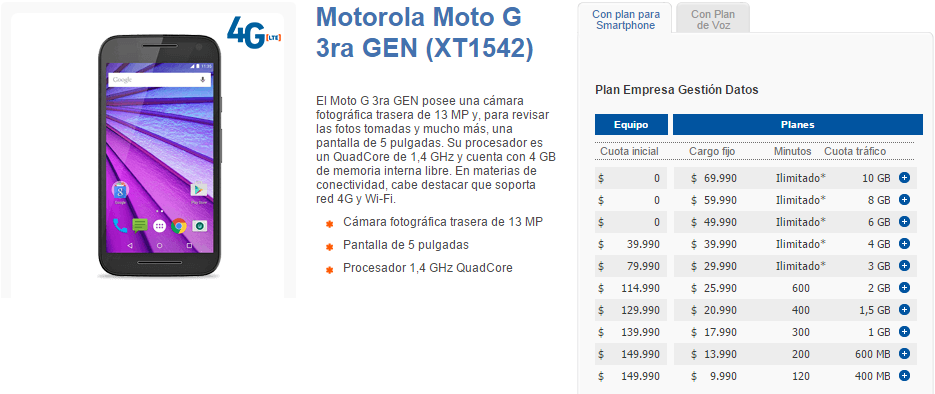 4G [LTE]
11:35
Google
Google
Play Store
Motorola Moto G
3ra GEN (XT1542)
El Moto G 3ra GEN posee una cámara
fotográfica trasera de 13 MP y, para revisar
las fotos tomadas y mucho más, una
pantalla de 5 pulgadas. Su procesador es
un QuadCore de 1,4 GHz y cuenta con 4 GB
de memoria interna libre. En materias de
conectividad, cabe destacar que soporta
red 4G y Wi-Fi.
Cámara fotográfica trasera de 13 MP
Pantalla de 5 pulgadas
Procesador 1,4 GHz QuadCore
Con plan para
Smartphone
Con Plan
de Voz
Plan Empresa Gestión Datos
Equipo Planes
Cuota inicial Cargo fijo Minutos Cuota tráfico
$ 0 $ 69.990 Ilimitado* 10 GB
$ 0 $ 59.990 Ilimitado* 8 GB
$ 0 $ 49.990 Ilimitado* 6 GB
$ 39.990 $ 39.990 Ilimitado* 4 GB
$ 79.990 $ 29.990 Ilimitado* 3 GB
$ 114.990 $ 25.990 600 2 GB
$ 129.990 $ 20.990 400 1,5 GB
$ 139.990 $ 17.990 300 1 GB
$ 149.990 $ 13.990 200 600 MB
$ 149.990 $ 9.990 120 400 MB